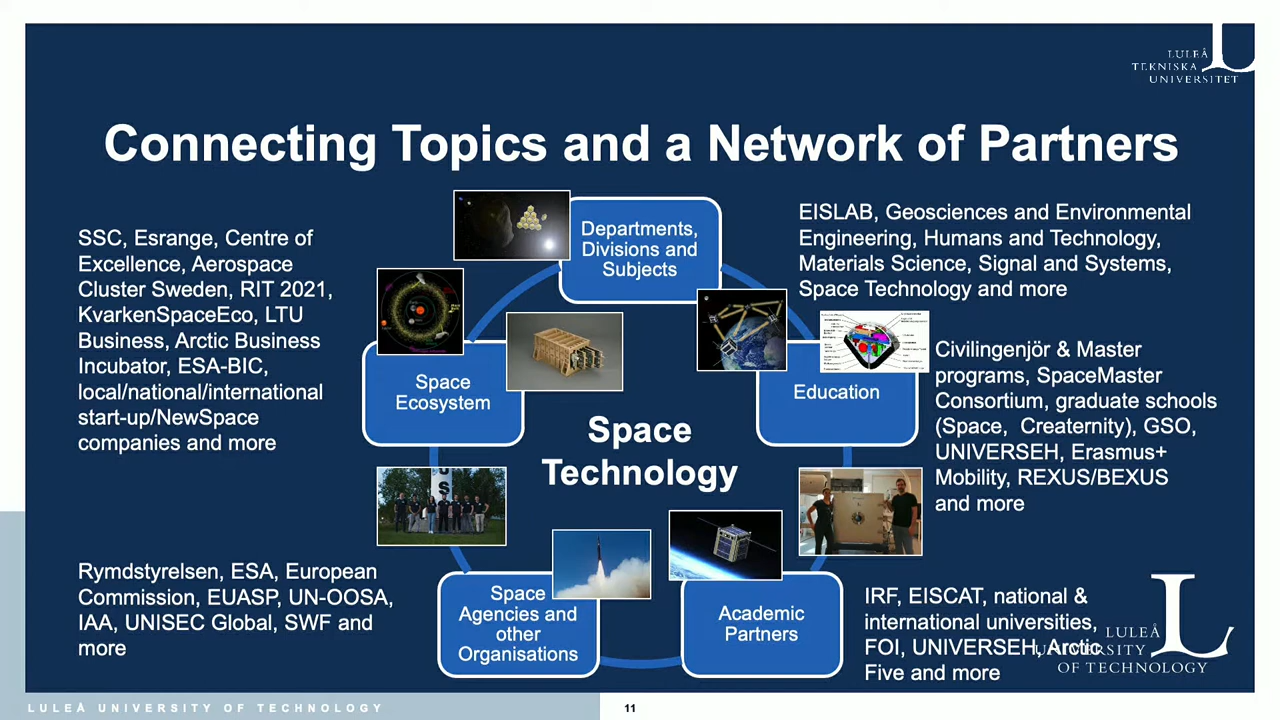 LULEÅ
TEKNISKA
UNIVERSITET
Connecting Topics and a Network of Partners
SSC, Esrange, Centre of
Excellence, Aerospace
Cluster Sweden, RIT 2021,
KvarkenSpaceEco, LTU
Business, Arctic Business
Incubator, ESA-BIC,
local/national/international
start-up/NewSpace
companies and more
Departments,
Divisions and
Subjects
EISLAB, Geosciences and Environmental
Engineering, Humans and Technology,
Materials Science, Signal and Systems,
Space Technology and more
Space
Ecosystem
Education
Civilingenjör & Master
programs, SpaceMaster
Consortium, graduate schools
(Space, Creaternity), GSO,
UNIVERSEH, Erasmus+
Mobility, REXUS/BEXUS
and more
Space
Technology
Rymdstyrelsen, ESA, European
Commission, EUASP, UN-OOSA,
IAA, UNISEC Global, SWF and
more
Space
Agencies and
other
Organisations
Academic
Partners
IRF, EISCAT, national &
international universities,
FOI, UNIVERSEH, Arctic
Five and more
LULEÅ
UNIVERSITY
OF TECHNOLOGY
LULEÅ UNIVERSITY OF TECHNOLOGY
11